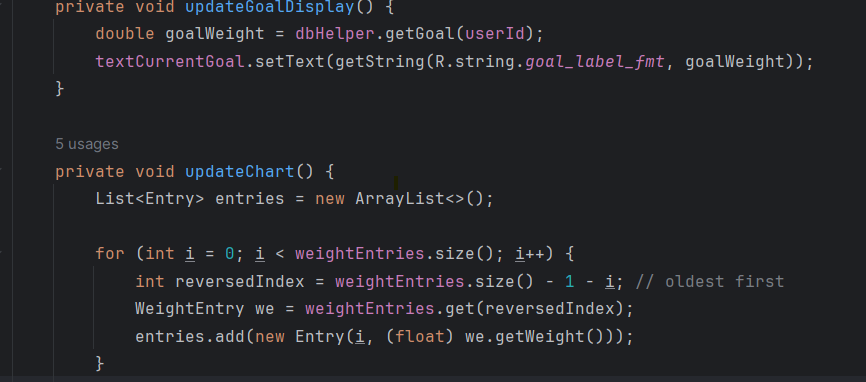 private void updateGoalDisplay() {
    double goalWeight = dbHelper.getGoal(userId);
    textCurrentGoal.setText(getString(R.string.goal_label_fmt, goalWeight));
}
5 usages
private void updateChart() {
    List<Entry> entries = new ArrayList<>();
    for (int i = 0; i < weightEntries.size(); i++) {
        int reversedIndex = weightEntries.size() - 1 - i; // oldest first
        WeightEntry we = weightEntries.get(reversedIndex);
        entries.add(new Entry(i, (float) we.getWeight()));
    }